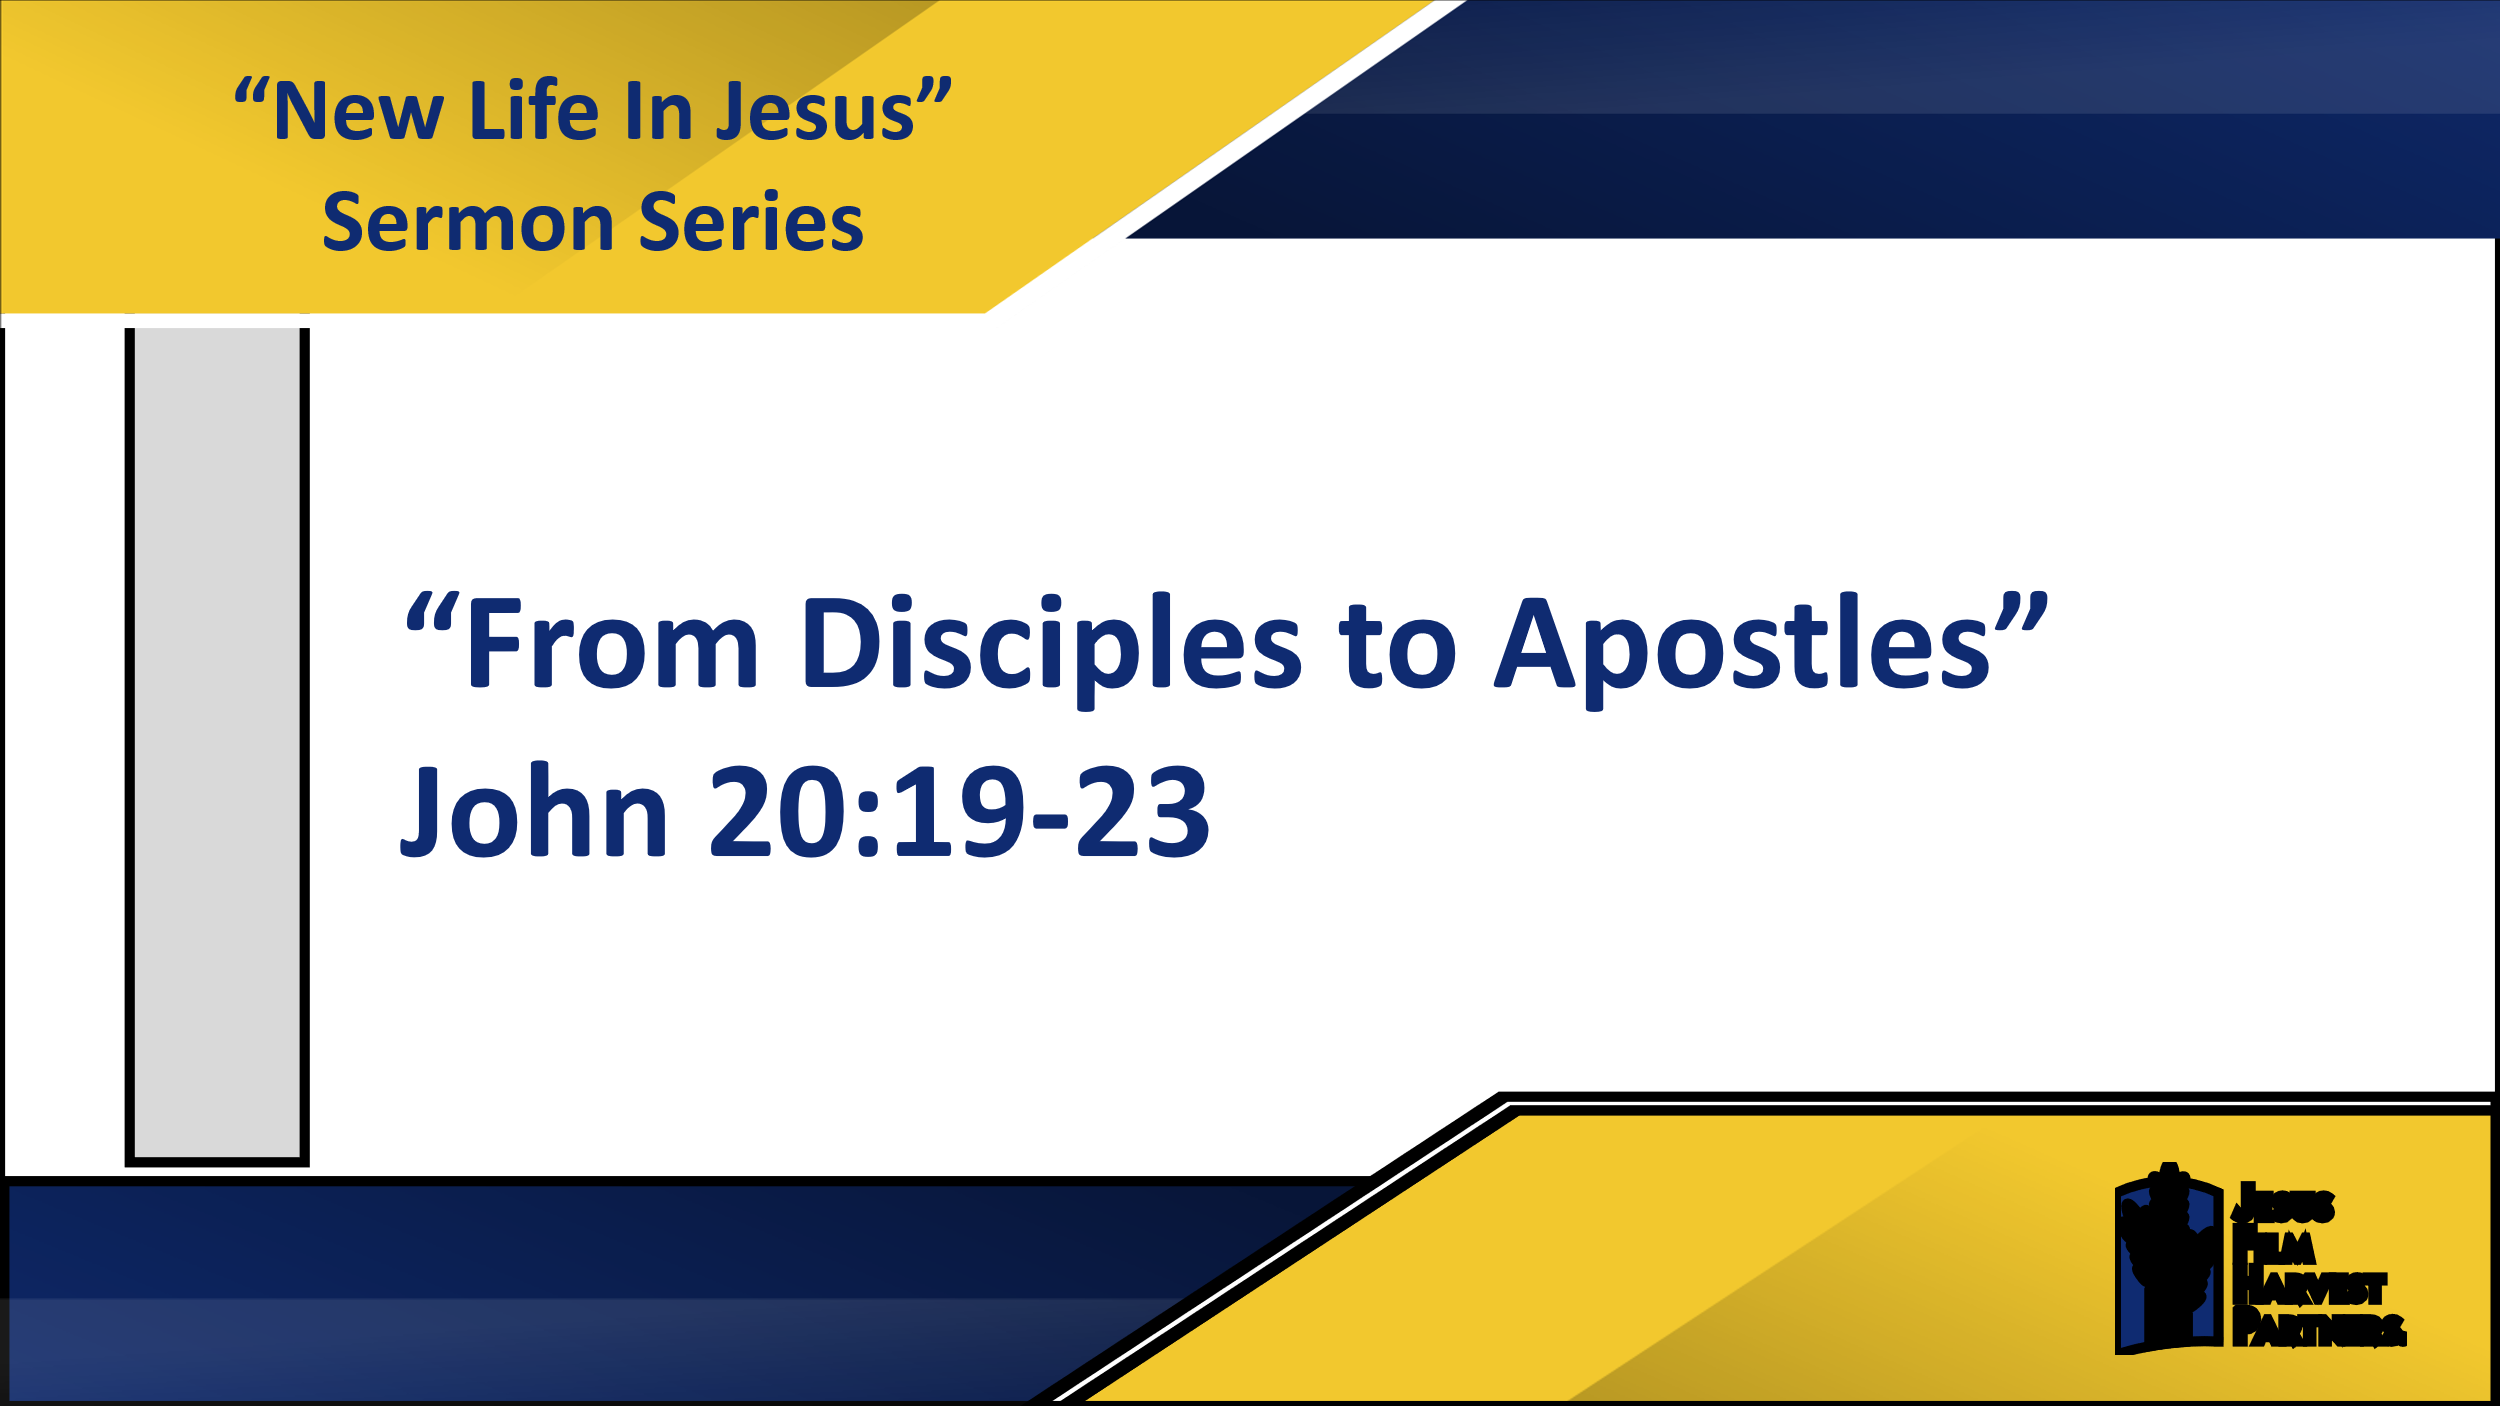 “New Life In Jesus”
Sermon Series
“From Disciples to Apostles”
John 20:19-23
Jesus
Film
Harvest
Partners